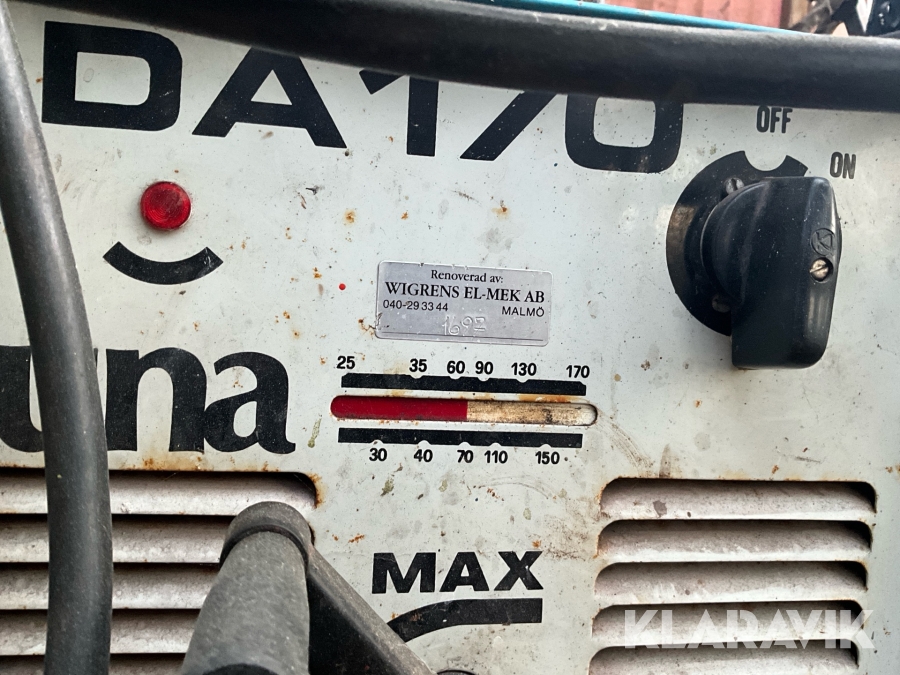 DA170
OFF
ON
Renoverad av:
WIGRENS EL-MEK AB
040-29 33 44 MALMÖ
25 35 60 90 130 170
una
30 40 70 110 150
MAX
KLARAVIK